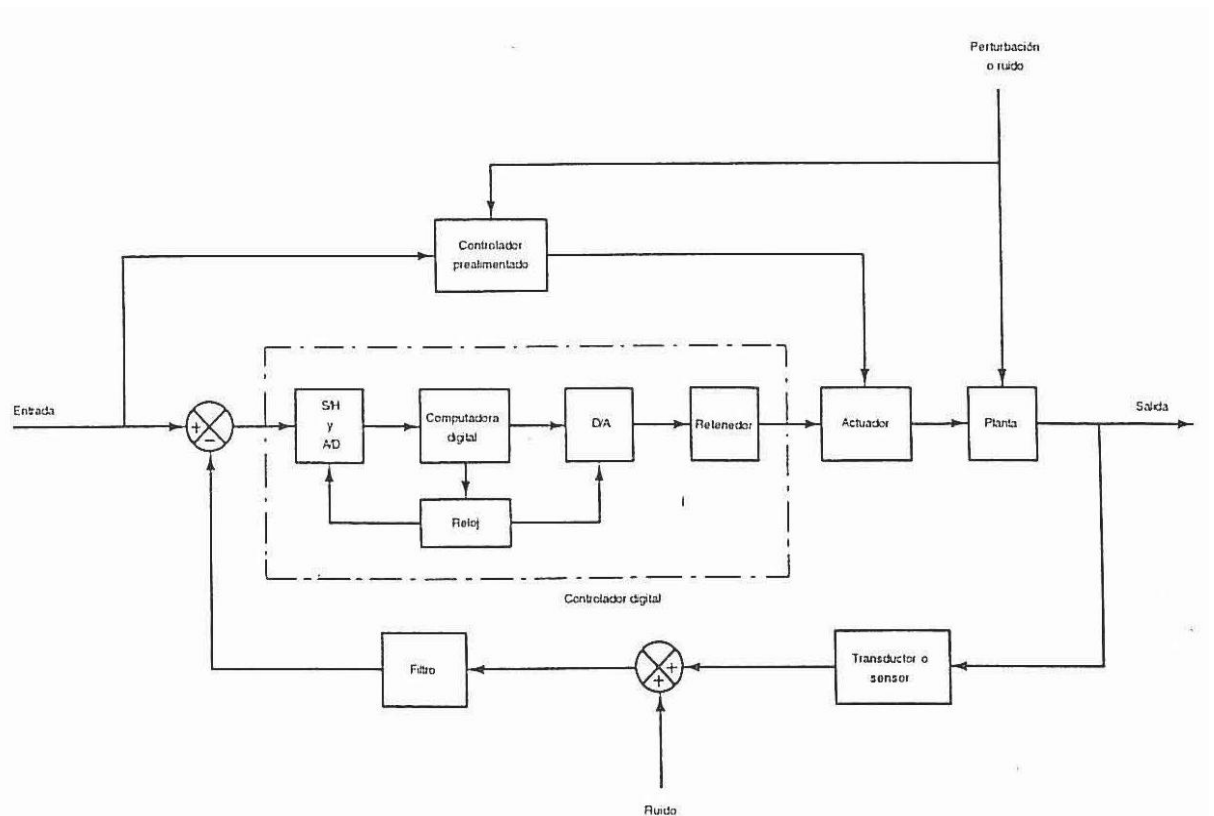 Perturbación
o ruido
Controlador
prealimentado
Entrada
+
−
S/H
y
A/D
Computadora
digital
D/A
Retenedor
Actuador
Planta
Salida
Reloj
Controlador digital
Filtro
+
+
Transductor o
sensor
Ruido